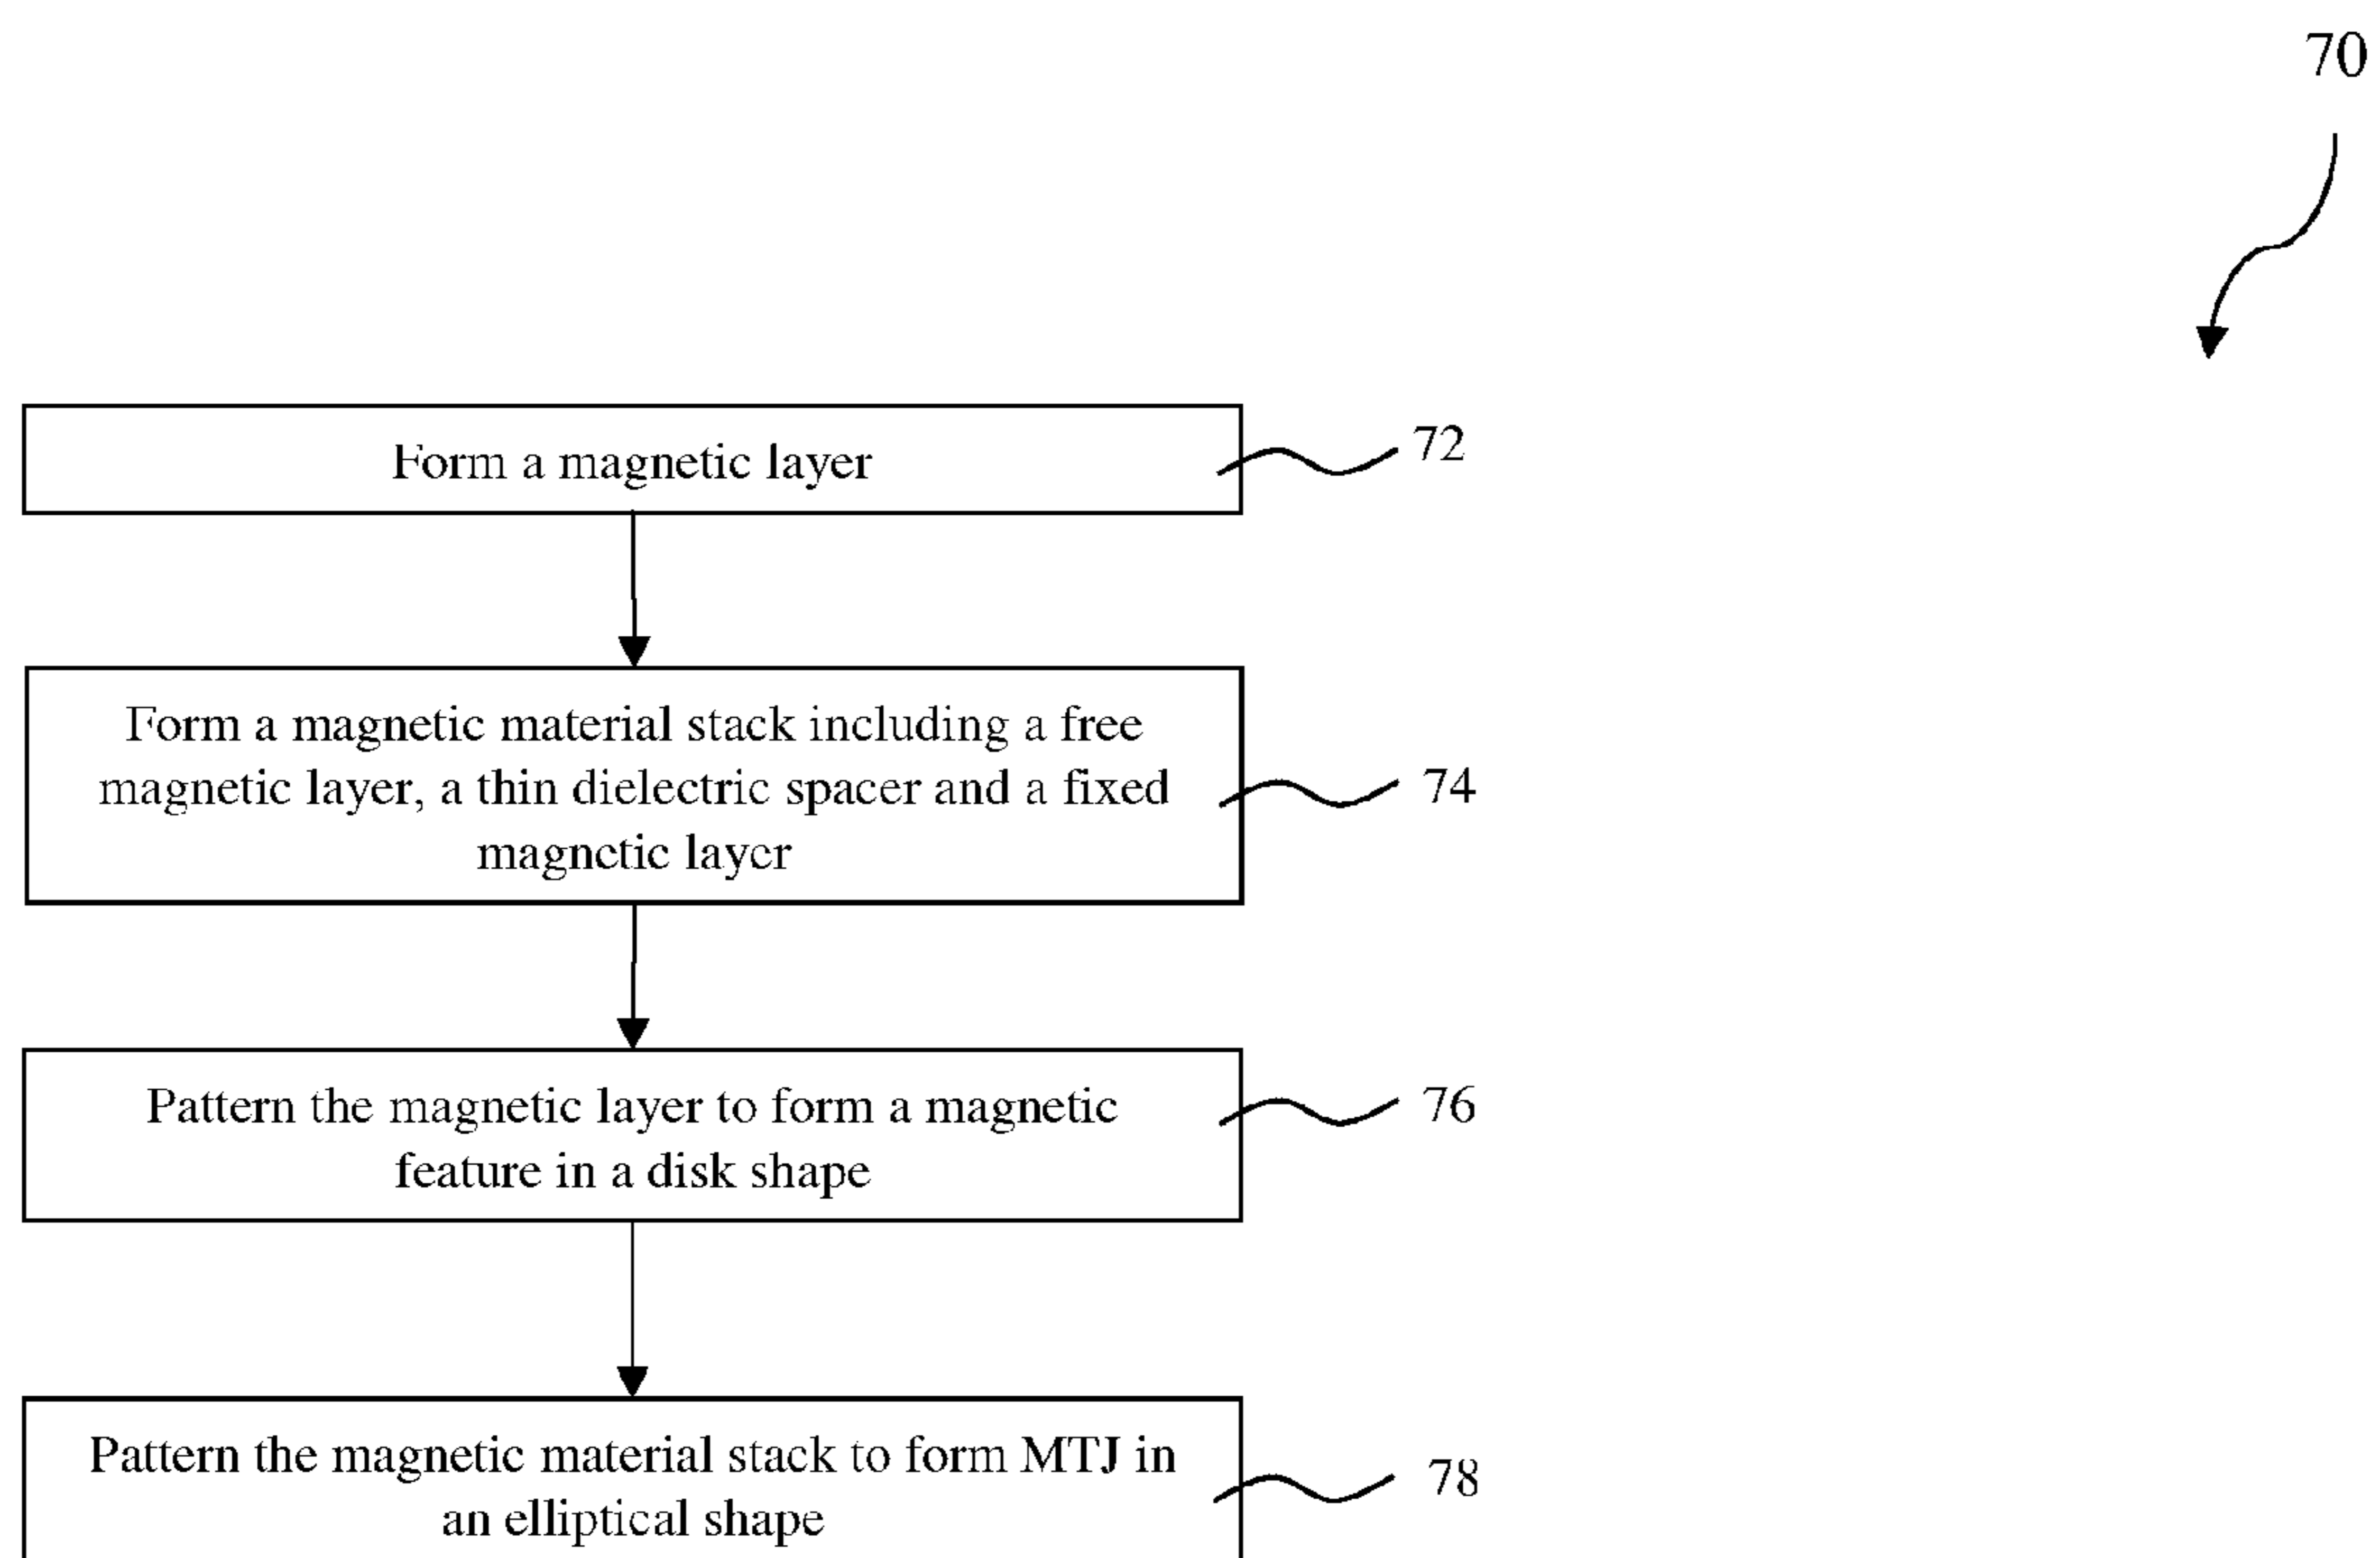 70
Form a magnetic layer
72
Form a magnetic material stack including a free
magnetic layer, a thin dielectric spacer and a fixed
magnetic layer
74
Pattern the magnetic layer to form a magnetic
feature in a disk shape
76
Pattern the magnetic material stack to form MTJ in
an elliptical shape
78